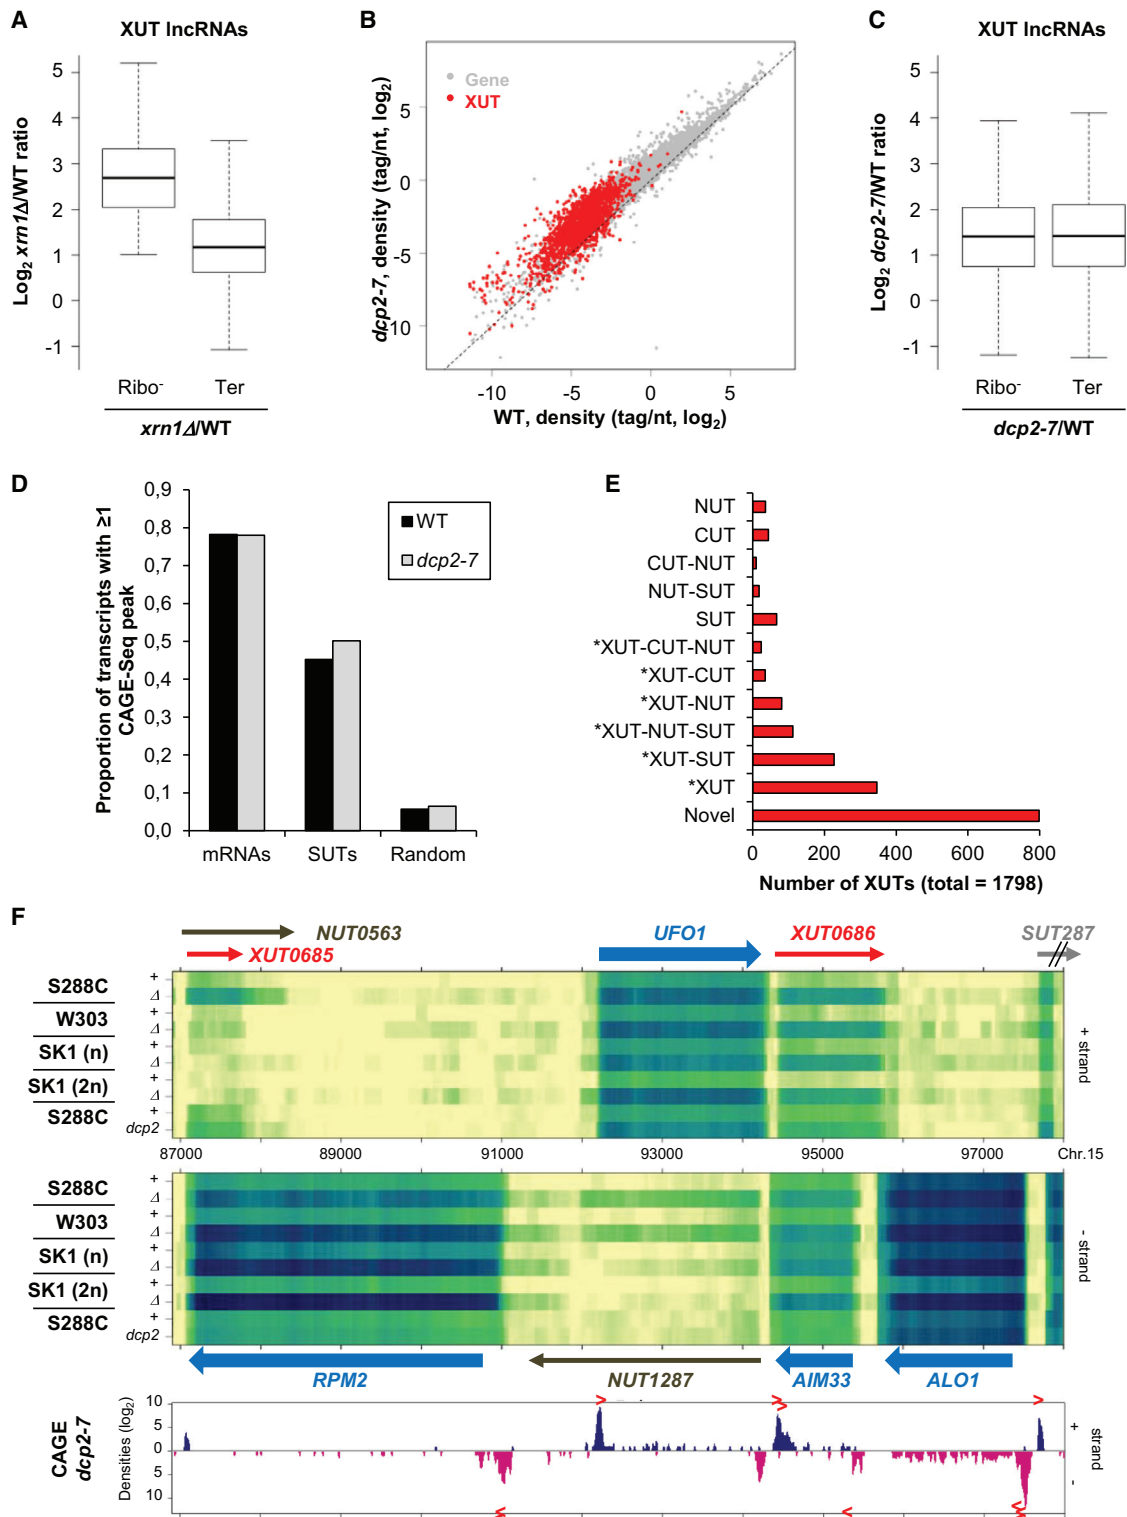 A
XUT lncRNAs
Log2 xrn1Δ/WT ratio
5
4
3
2
1
0
-1
Ribo-
Ter
xrn1Δ/WT
B
dcp2-7, density (tag/nt, log2)
Gene
XUT
5
0
-5
-10
-10
-5
0
5
WT, density (tag/nt, log2)
C
XUT lncRNAs
Log2 dcp2-7/WT ratio
5
4
3
2
1
0
-1
Ribo-
Ter
dcp2-7/WT
D
Proportion of transcripts with ≥1
CAGE-Seq peak
0,9
0,8
0,7
0,6
0,5
0,4
0,3
0,2
0,1
0,0
WT
dcp2-7
mRNAs
SUTs
Random
E
NUT
CUT
CUT-NUT
NUT-SUT
SUT
*XUT-CUT-NUT
*XUT-CUT
*XUT-NUT
*XUT-NUT-SUT
*XUT-SUT
*XUT
Novel
0
200
400
600
800
Number of XUTs (total = 1798)
F
NUT0563
XUT0685
UFO1
XUT0686
SUT287
S288C
+
Δ
W303
+
Δ
SK1 (n)
+
Δ
SK1 (2n)
+
Δ
S288C
+
dcp2
+ strand
87000
89000
91000
93000
95000
97000
Chr.15
S288C
+
Δ
W303
+
Δ
SK1 (n)
+
Δ
SK1 (2n)
+
Δ
S288C
+
dcp2
- strand
RPM2
NUT1287
AIM33
ALO1
CAGE
dcp2-7
Densities (log2)
10
5
0
5
10
+
strand
-